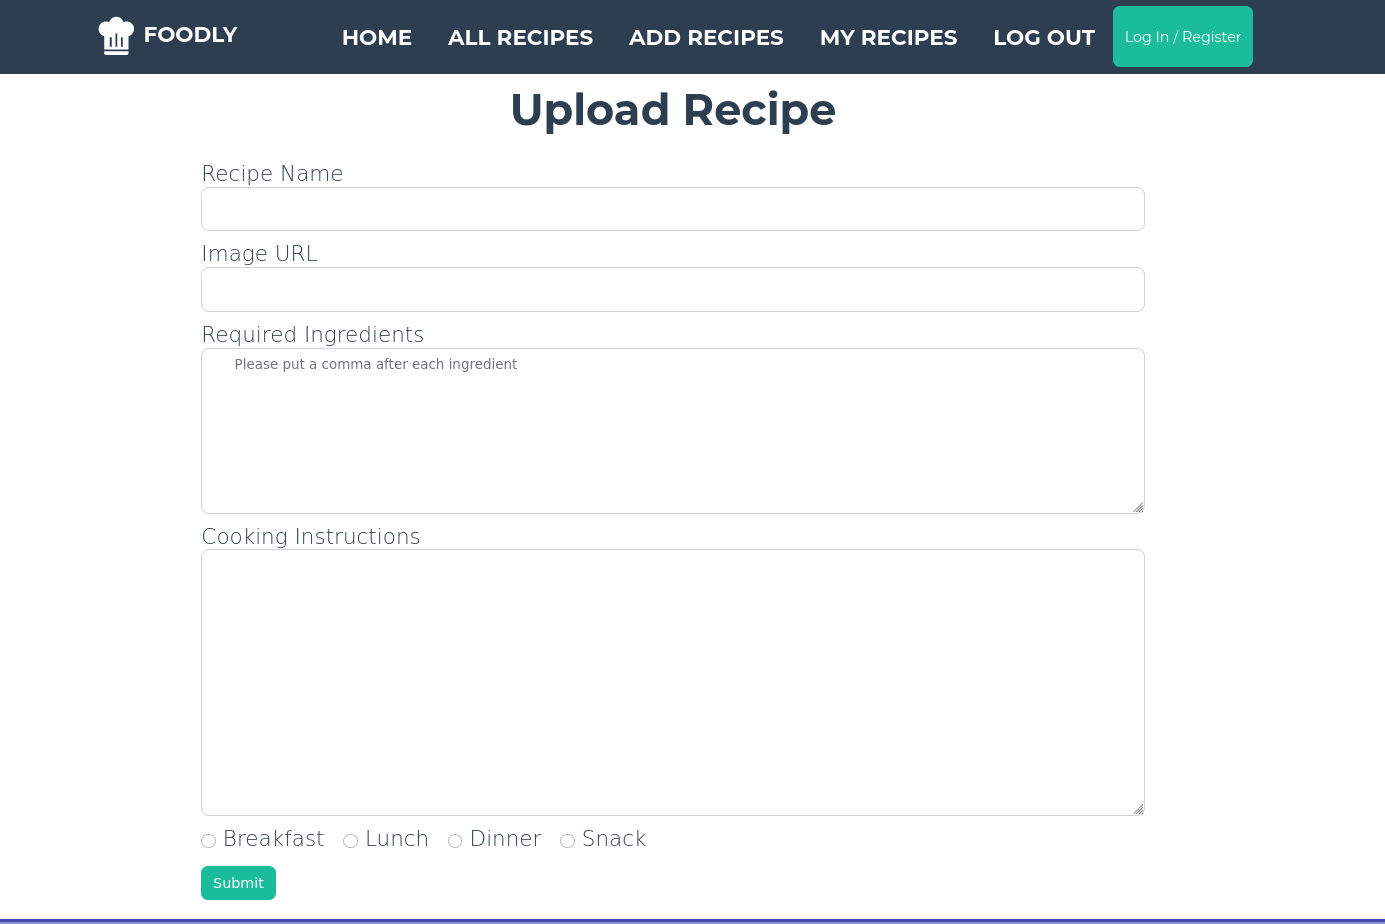 FOODLY HOME ALL RECIPES ADD RECIPES MY RECIPES LOG OUT Log In / Register
Upload Recipe
Recipe Name
Image URL
Required Ingredients
Please put a comma after each ingredient
Cooking Instructions
Breakfast Lunch Dinner Snack
Submit